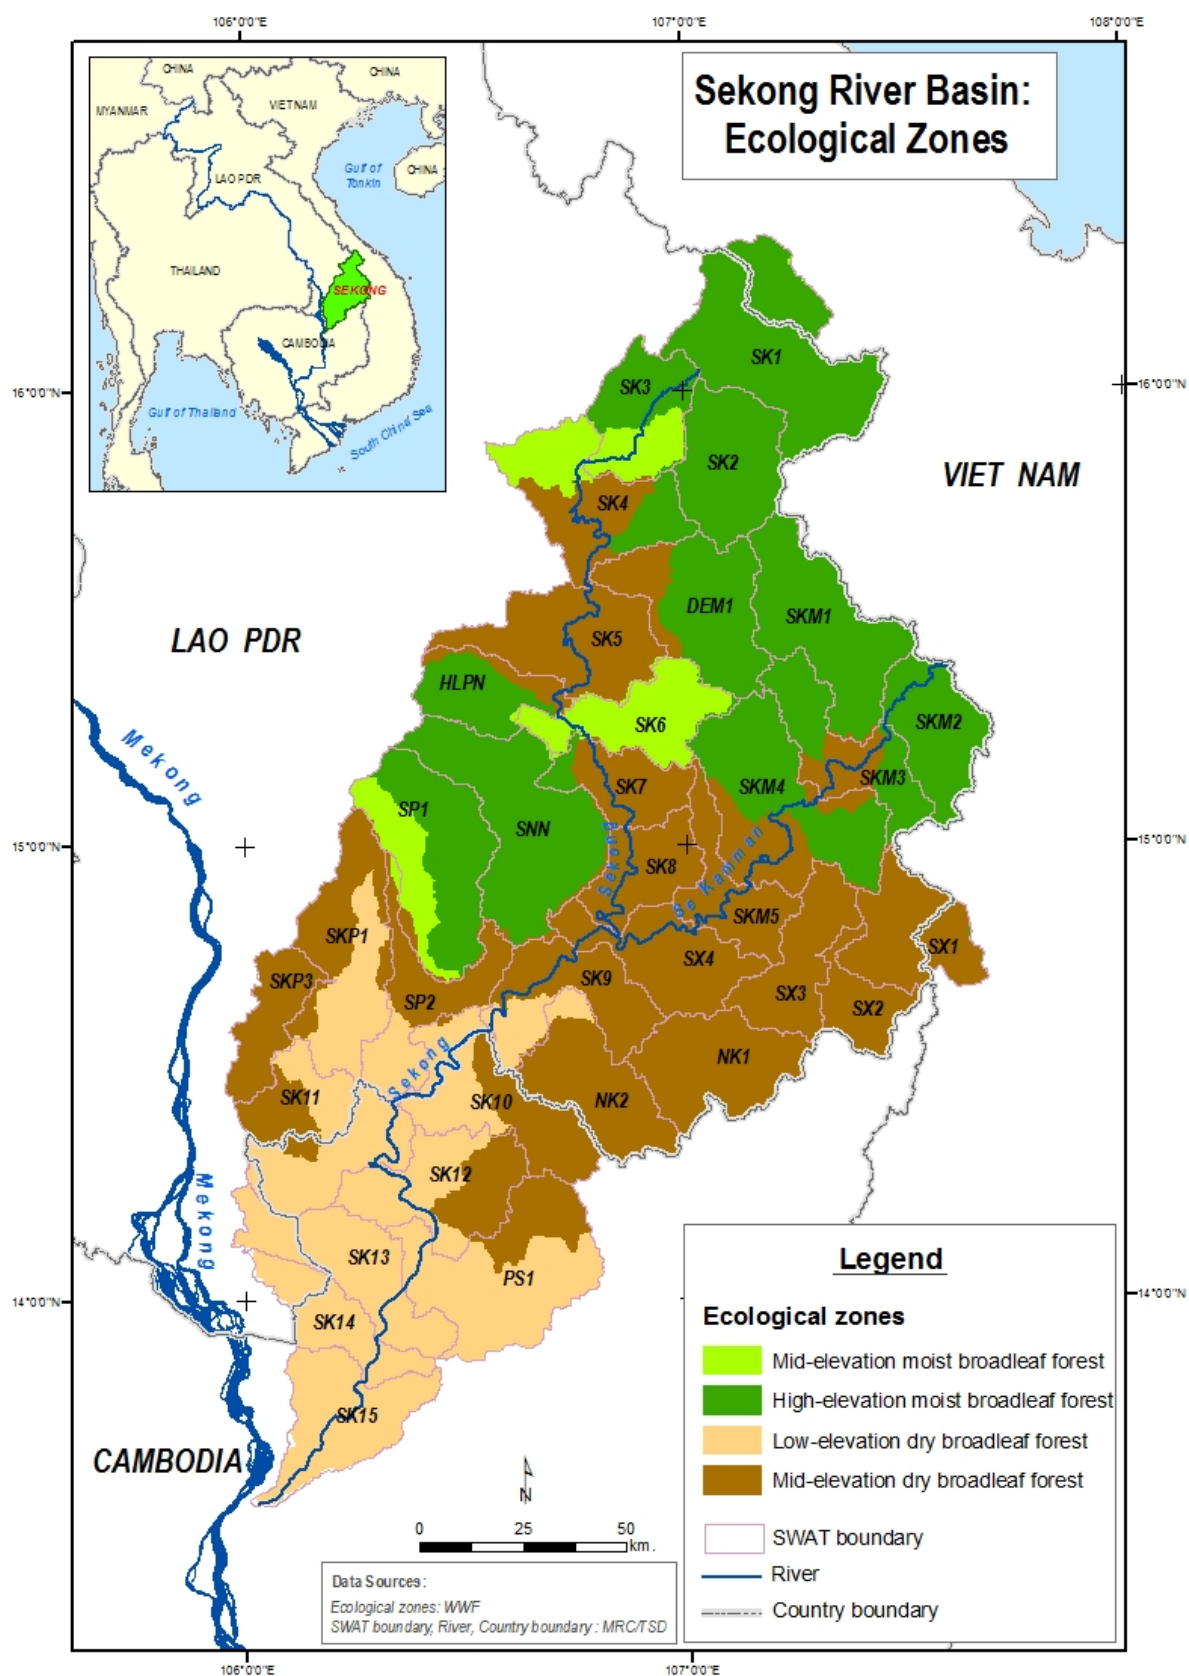 106°0'0"E
107°0'0"E
108°0'0"E
Sekong River Basin:
Ecological Zones
CHINA
CHINA
MYANMAR
VIETNAM
Gulf of
Tonkin
CHINA
LAO PDR
THAILAND
SEKONG
CAMBODIA
Gulf of Thailand
South China Sea
16°0'0"N
16°0'0"N
SK1
SK3
SK2
VIET NAM
SK4
DEM1
SKM1
LAO PDR
SK5
HLPN
SK6
SKM2
Mekong
SK7
SKM4
SKM3
SP1
SNN
15°0'0"N
15°0'0"N
Sekong
SK8
Se Kamman
SKM5
SKP1
SX1
SX4
SKP3
SK9
SX3
SP2
SX2
NK1
Sekong
SK11
SK10
NK2
Mekong
SK12
SK13
PS1
14°0'0"N
14°0'0"N
SK14
SK15
CAMBODIA
N
0 25 50
km.
Legend
Ecological zones
Mid-elevation moist broadleaf forest
High-elevation moist broadleaf forest
Low-elevation dry broadleaf forest
Mid-elevation dry broadleaf forest
SWAT boundary
River
Country boundary
Data Sources:
Ecological zones: WWF
SWAT boundary, River, Country boundary : MRC/TSD
106°0'0"E
107°0'0"E